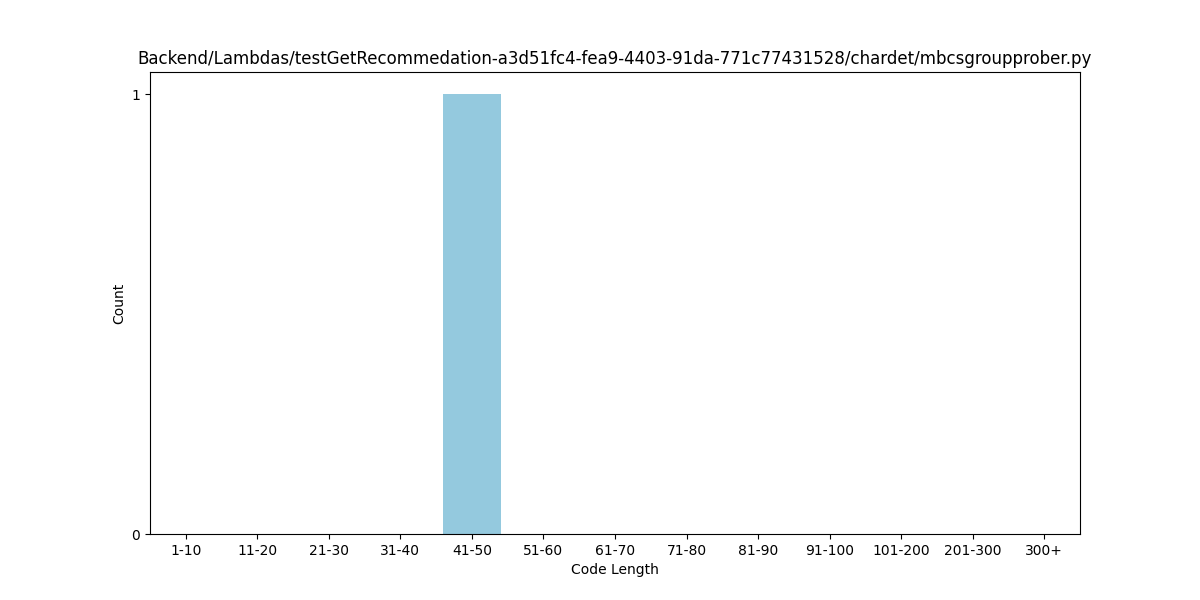 Backend/Lambdas/testGetRecommedation-a3d51fc4-fea9-4403-91da-771c77431528/chardet/mbcsgroupprober.py
1
Count
0
1-10 11-20 21-30 31-40 41-50 51-60 61-70 71-80 81-90 91-100 101-200 201-300 300+
Code Length